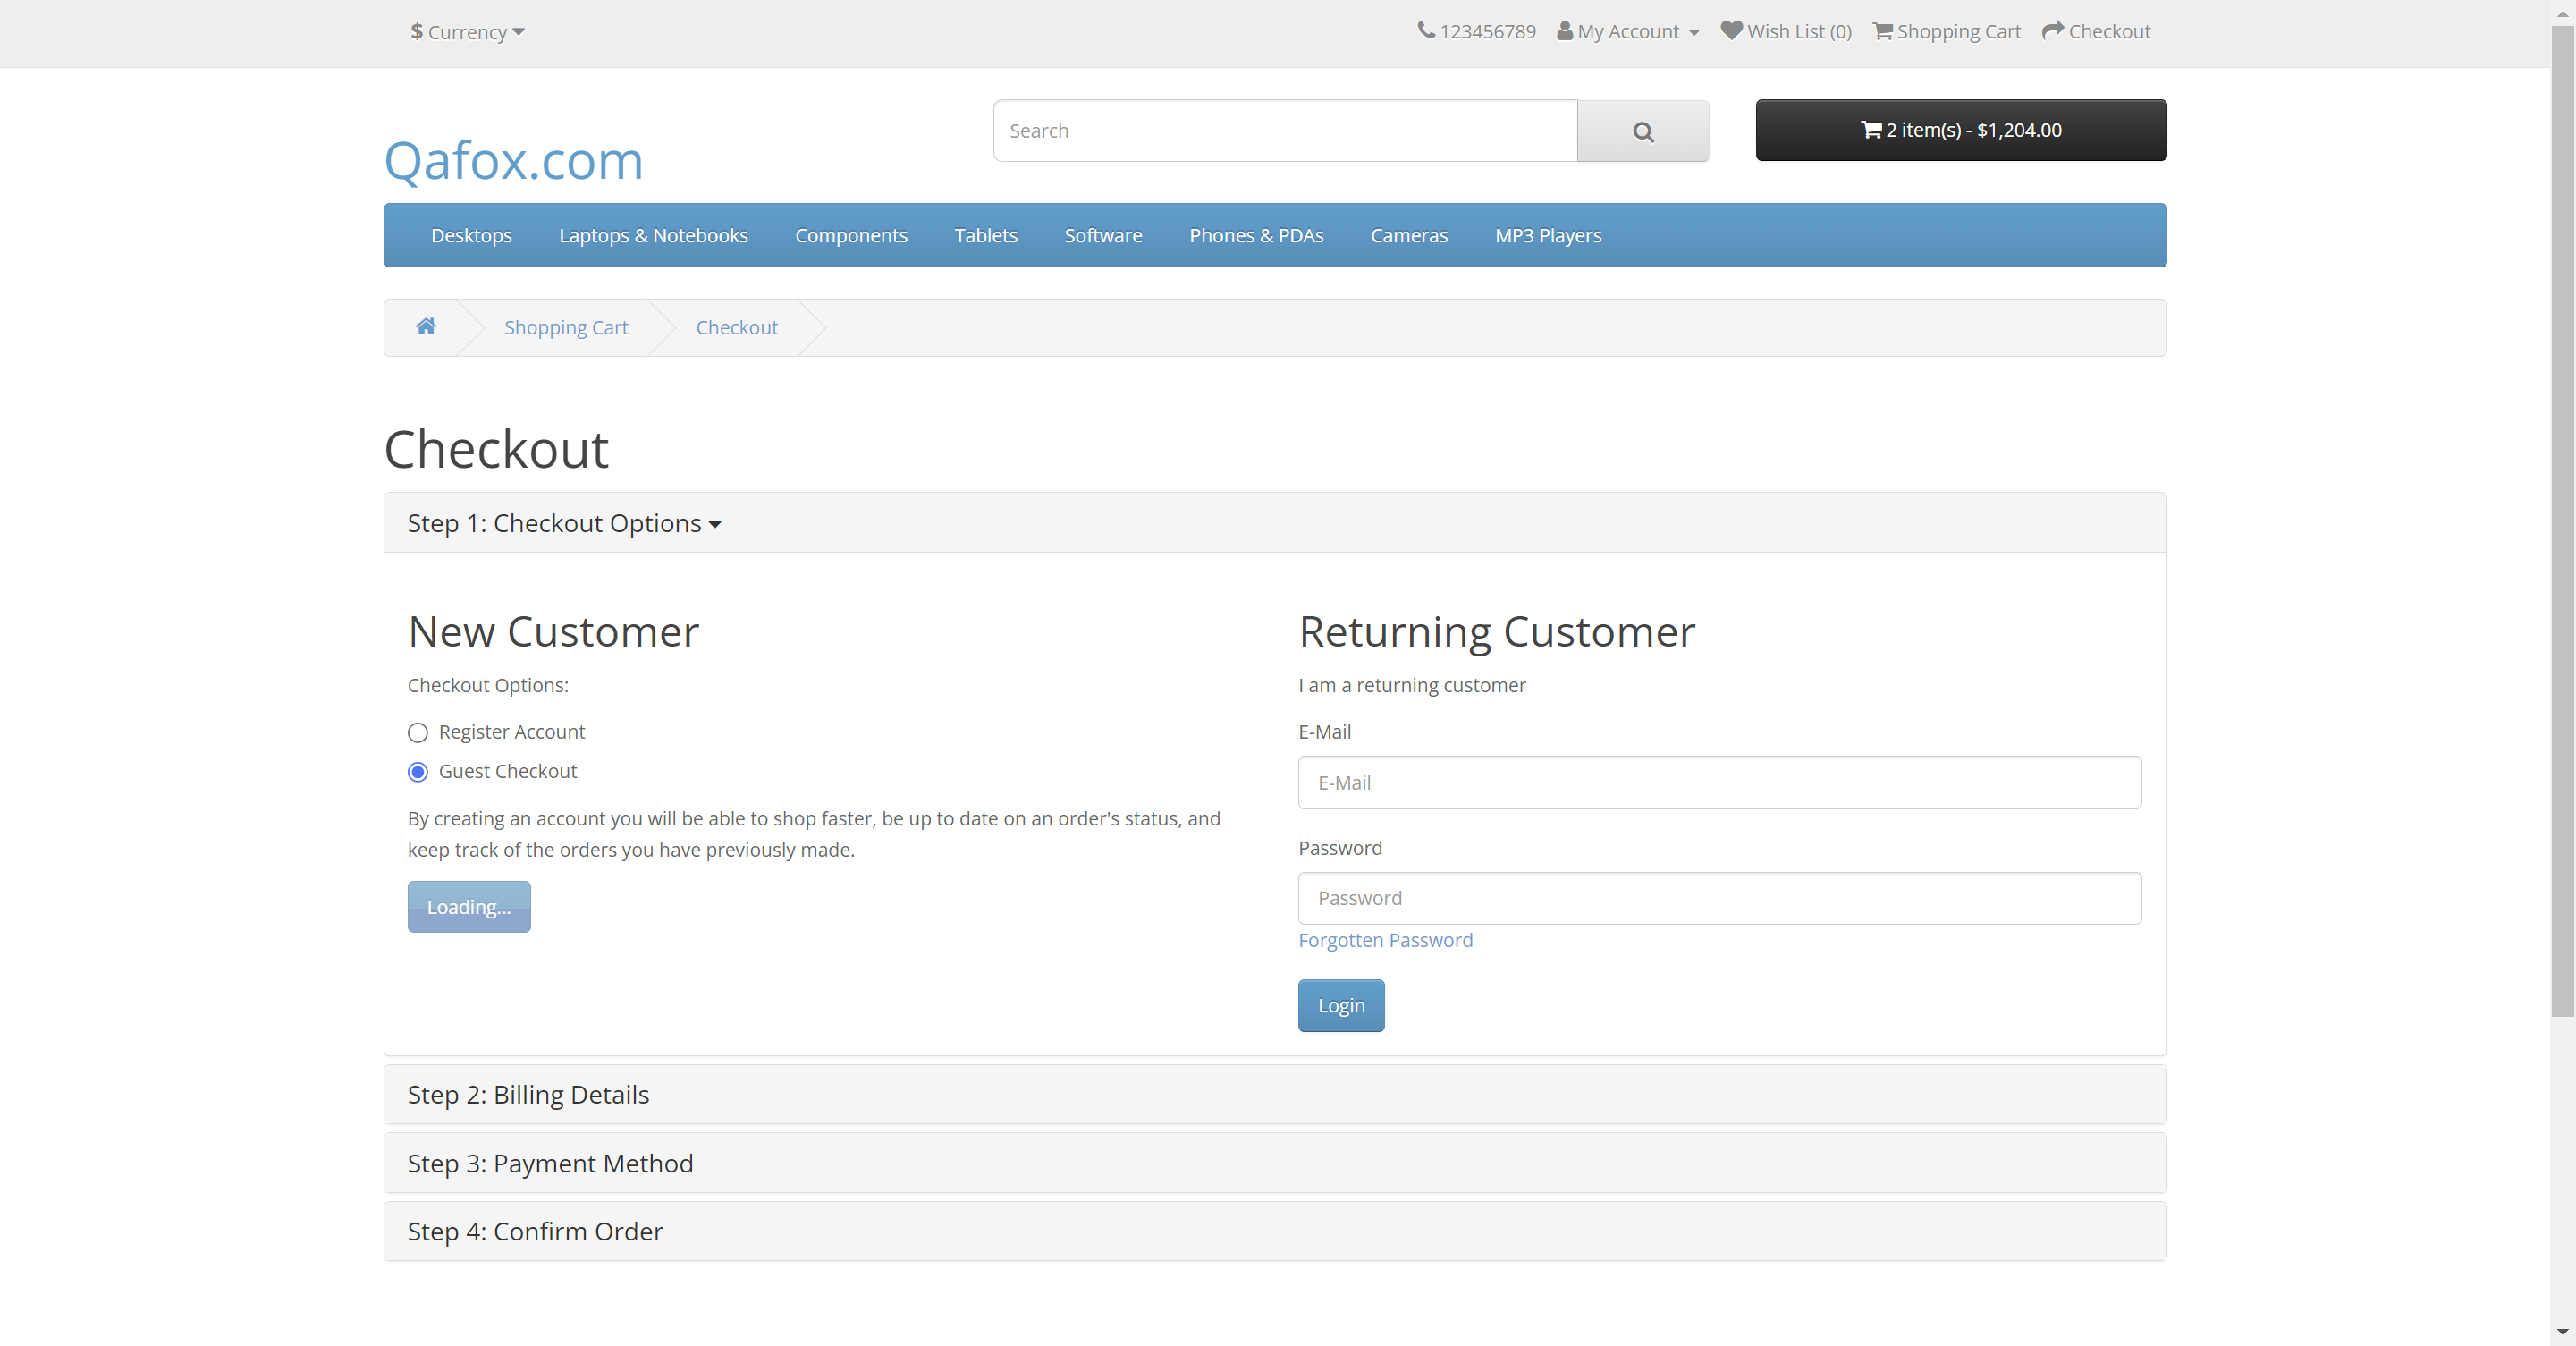 $ Currency
123456789 My Account Wish List (0) Shopping Cart Checkout
Qafox.com
Search
2 item(s) - $1,204.00
Desktops Laptops & Notebooks Components Tablets Software Phones & PDAs Cameras MP3 Players
Shopping Cart Checkout
Checkout
Step 1: Checkout Options
New Customer
Checkout Options:
Register Account
Guest Checkout
By creating an account you will be able to shop faster, be up to date on an order's status, and
keep track of the orders you have previously made.
Loading...
Returning Customer
I am a returning customer
E-Mail
E-Mail
Password
Password
Forgotten Password
Login
Step 2: Billing Details
Step 3: Payment Method
Step 4: Confirm Order